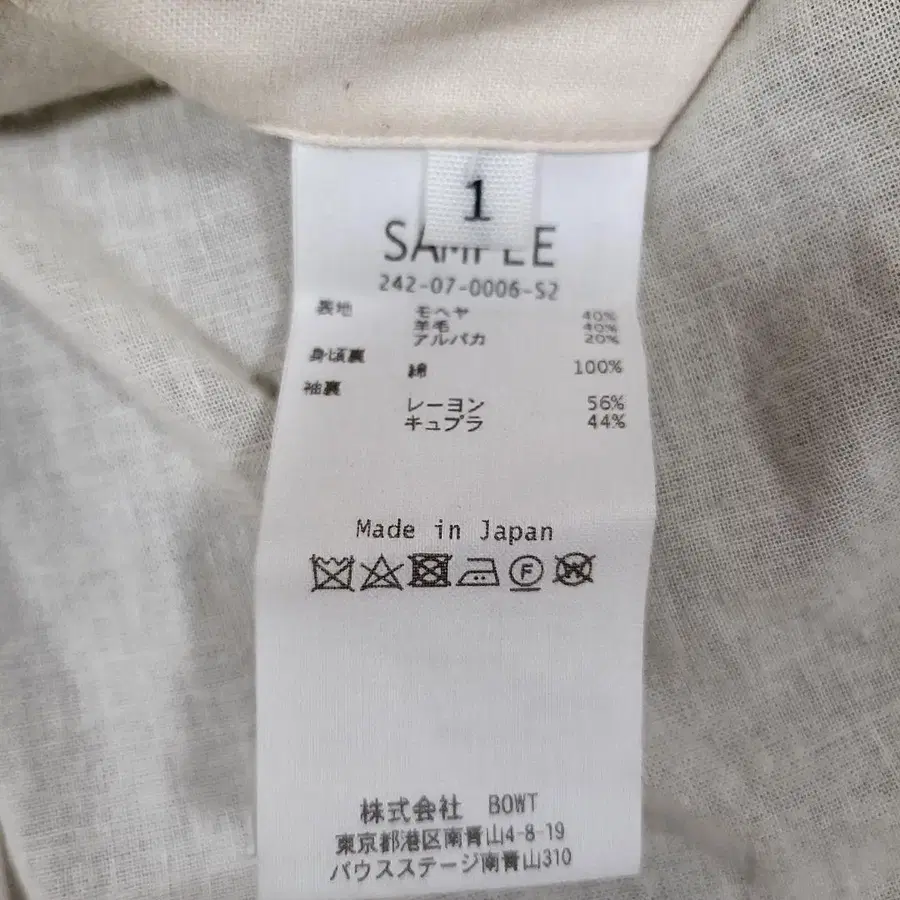 1
SAMPLE
242-07-0006-S2
表地 モヘヤ 40%
羊毛 40%
アルパカ 20%
身頃裏 綿 100%
袖裏
レーヨン 56%
キュプラ 44%
Made in Japan
F
W
株式会社 BOWT
東京都港区南青山4-8-19
パウスステージ南青山310